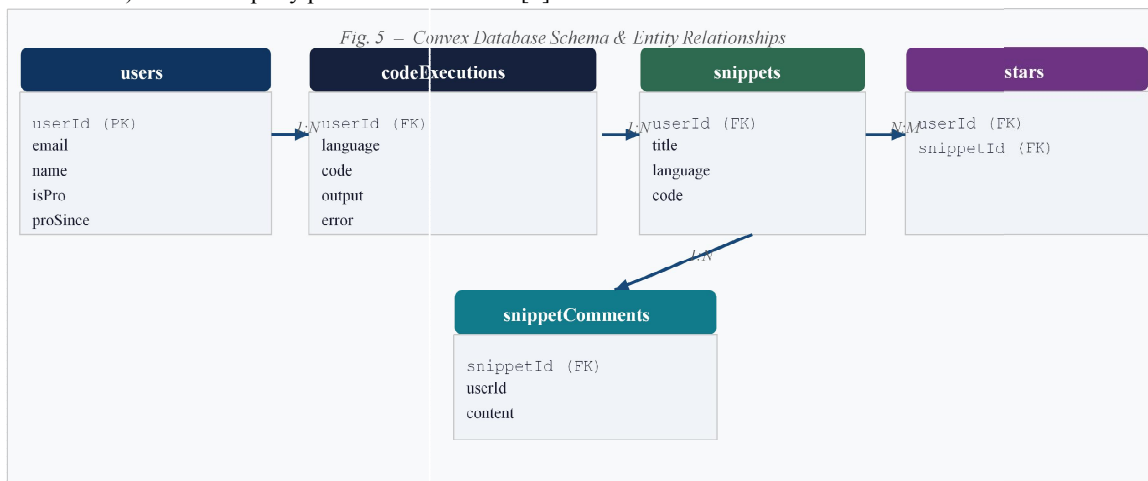 Fig. 5 – Convex Database Schema & Entity Relationships
users
userId (PK)
email
name
isPro
proSince
1:N
codeExecutions
userId (FK)
language
code
output
error
1:N
snippets
userId (FK)
title
language
code
N:M
stars
userId (FK)
snippetId (FK)
1:N
snippetComments
snippetId (FK)
userId
content